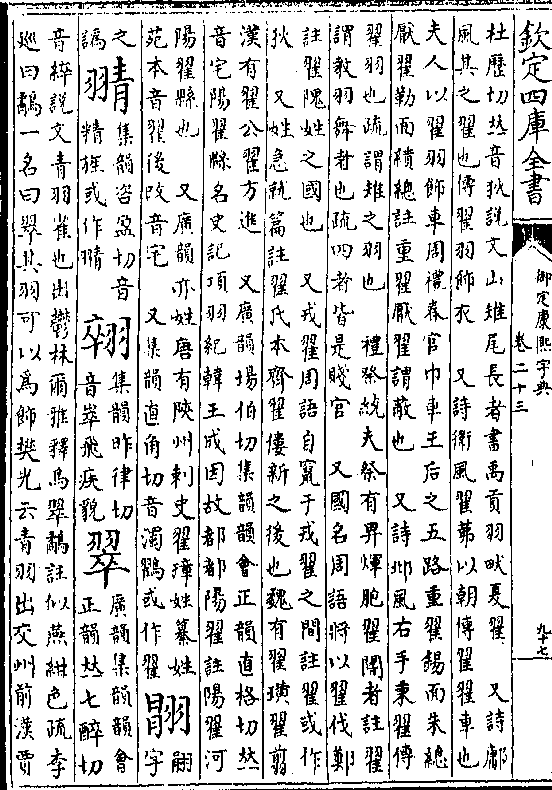 欽定四庫全書
御定康熙字典
卷二十三
九十七
杜歷切𠀤音狄說文山雉尾長者書禹貢羽畎夏翟 又詩鄘
風其之翟也傳翟羽飾衣 又詩衛風翟茀以朝傳翟翟車也
夫人以翟羽飾車周禮春官巾車王后之五路重翟錫面朱總
厭翟勒面繢總註重翟厭翟謂蔽也 又詩邶風右手秉翟傳
翟羽也疏謂雉之羽也 禮祭統夫祭有畀煇胞翟閽者註翟
謂敎羽舞者也疏四者皆是賤官 又國名周語將以翟伐鄭
註翟隗姓之國也 又戎翟周語自竄于戎翟之閒註翟或作
狄 又姓急就篇註翟氏本齊翟僂新之後也魏有翟璜翟翦
漢有翟公翟方進 又廣韻場伯切集韻韻會正韻直格切𠀤
音宅陽翟縣名史記項羽紀韓王成因故都都陽翟註陽翟河
陽翟縣也 又廣韻亦姓唐有陝州刺史翟璋姓纂姓
苑本音翟後改音宅 又集韻直角切音濁鸐或作翟 字
之譌 集韻咨盈切音精旌或作 集韻昨律切音崒飛疾貌 翠 廣韻集韻韻會正韻𠀤七醉切
音綷說文青羽雀也出鬱林爾雅釋鳥翠鷸註似燕紺色疏李
巡曰鷸一名曰翠其羽可以爲飾樊光云青羽出交州前漢賈